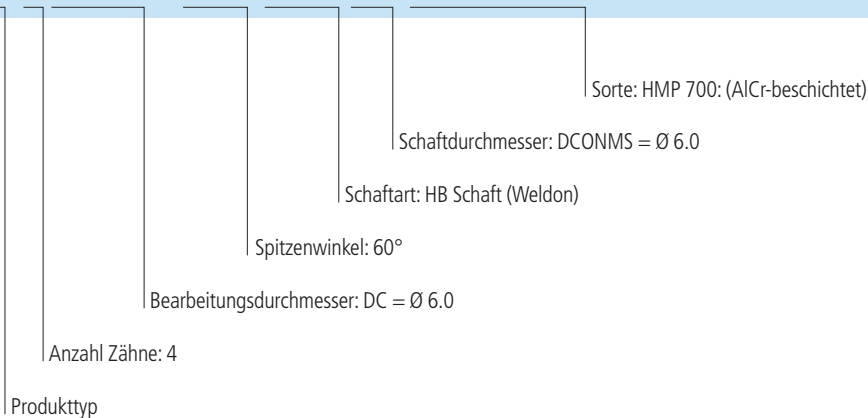 Sorte: HMP 700: (AlCr-beschichtet)
Schaftdurchmesser: DCONMS = Ø 6.0
Schaftart: HB Schaft (Weldon)
Spitzenwinkel: 60°
Bearbeitungsdurchmesser: DC = Ø 6.0
Anzahl Zähne: 4
Produkttyp